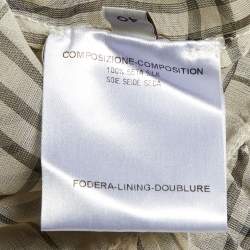 40
COMPOSIZIONE-COMPOSITION
100% SETA SILK
SOIE SEIDE SEDA
FODERA-LINING-DOUBLURE